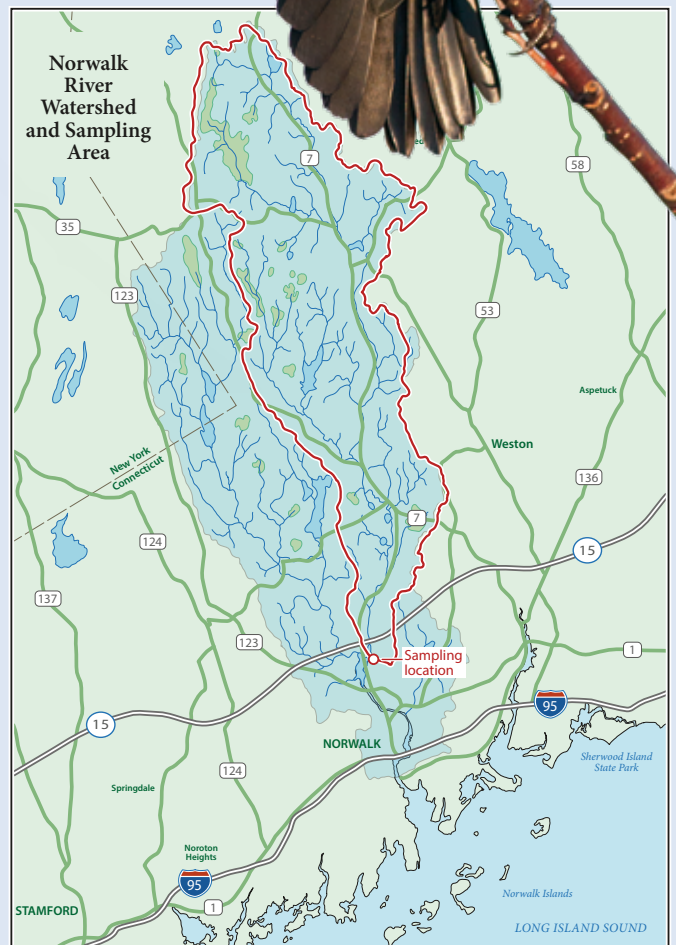 Norwalk
River
Watershed
and Sampling
Area
7
58
35
123
53
Aspetuck
New York
Connecticut
Weston
136
7
124
15
137
123
Sampling
location
1
15
95
NORWALK
Sherwood Island
State Park
124
Springdale
Noroton
Heights
95
Norwalk Islands
1
STAMFORD
LONG ISLAND SOUND